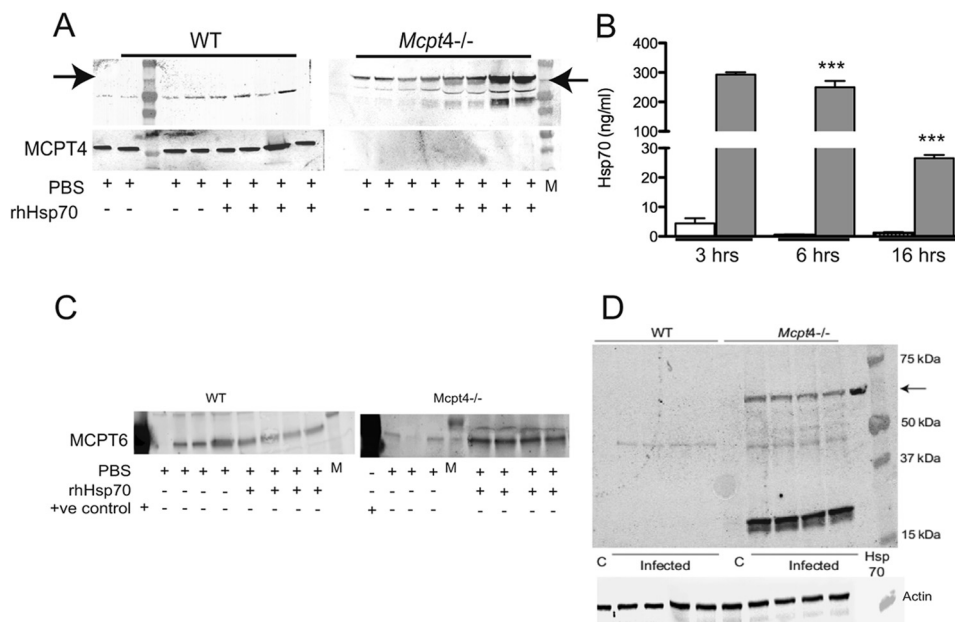 A
WT
Mcpt4-/-
MCPT4
PBS + + + + + + + + + + + + + + + + M
rhHsp70 - - - - + + + + - - - - + + + +
B
Hsp70 (ng/ml)
400
300
200
100
30
20
10
0
***
***
3 hrs
6 hrs
16 hrs
C
WT
Mcpt4-/-
MCPT6
PBS + + + + + + + M - + + + M + + + +
rhHsp70 - - - + + + + - - - - + + + +
+ve control + - - - - - - - + - - - - - - -
D
WT
Mcpt4-/-
75 kDa
50 kDa
37 kDa
15 kDa
C
Infected
C
Infected
Hsp
70
Actin